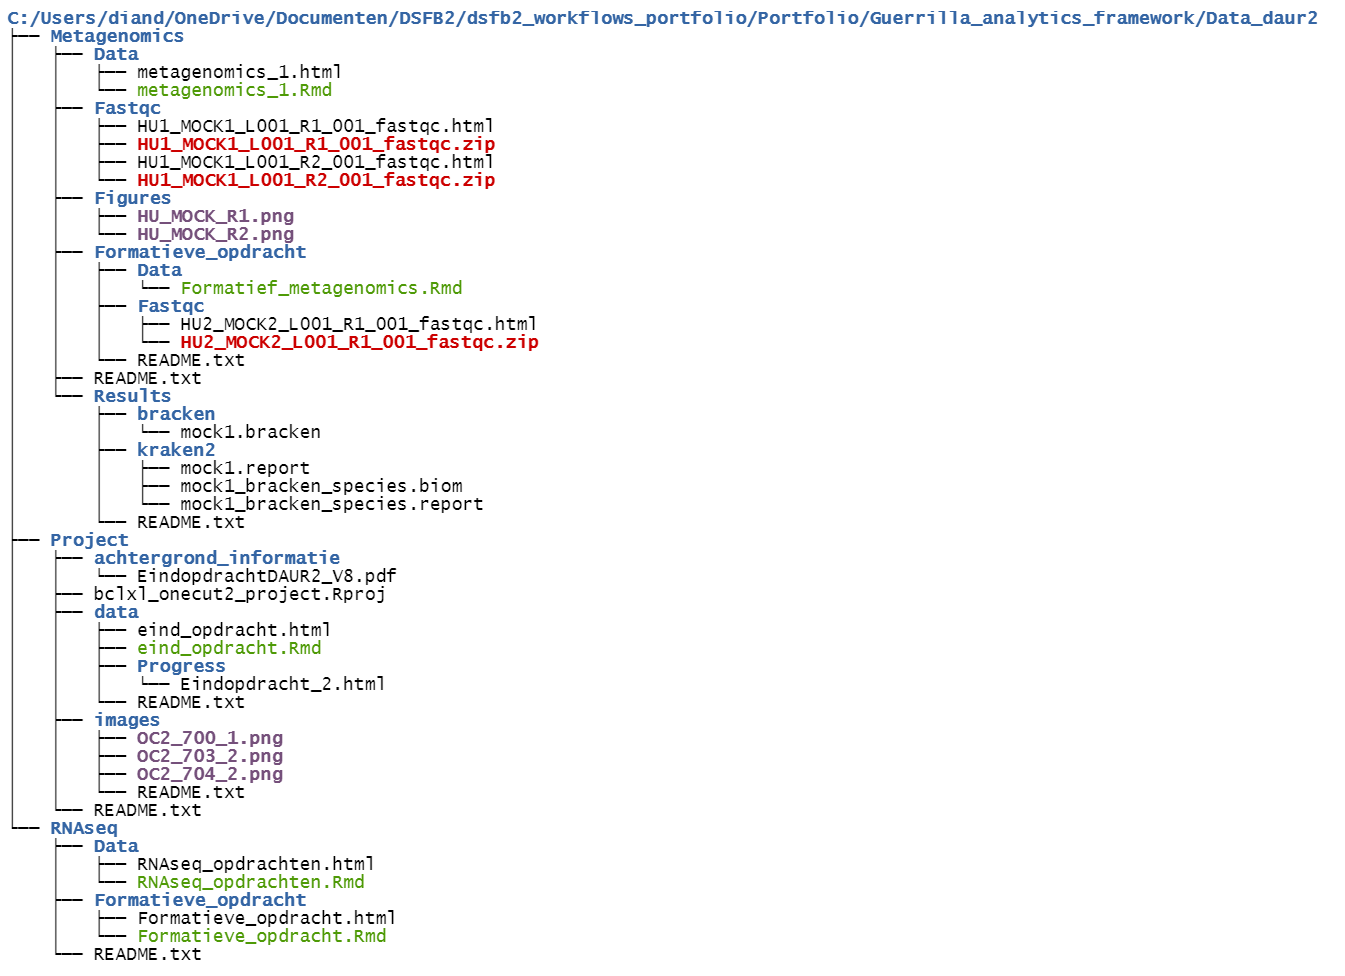 C:/Users/diand/OneDrive/Documenten/DSFB2/dsfb2_workflows_portfolio/Portfolio/Guerrilla_analytics_framework/Data_daur2
├── Metagenomics
│   ├── Data
│   │   ├── metagenomics_1.html
│   │   └── metagenomics_1.Rmd
│   ├── Fastqc
│   │   ├── HU1_MOCK1_L001_R1_001_fastqc.html
│   │   ├── HU1_MOCK1_L001_R1_001_fastqc.zip
│   │   ├── HU1_MOCK1_L001_R2_001_fastqc.html
│   │   └── HU1_MOCK1_L001_R2_001_fastqc.zip
│   ├── Figures
│   │   ├── HU_MOCK_R1.png
│   │   └── HU_MOCK_R2.png
│   ├── Formatieve_opdracht
│   │   ├── Data
│   │   │   └── Formatief_metagenomics.Rmd
│   │   ├── Fastqc
│   │   │   ├── HU2_MOCK2_L001_R1_001_fastqc.html
│   │   │   └── HU2_MOCK2_L001_R1_001_fastqc.zip
│   │   └── README.txt
│   ├── README.txt
│   └── Results
│       ├── bracken
│       │   └── mock1.bracken
│       ├── kraken2
│       │   ├── mock1.report
│       │   ├── mock1_bracken_species.biom
│       │   └── mock1_bracken_species.report
│       └── README.txt
├── Project
│   ├── achtergrond_informatie
│   │   └── EindopdrachtDAUR2_V8.pdf
│   ├── bclxl_onecut2_project.Rproj
│   ├── data
│   │   ├── eind_opdracht.html
│   │   ├── eind_opdracht.Rmd
│   │   ├── Progress
│   │   │   └── Eindopdracht_2.html
│   │   └── README.txt
│   ├── images
│   │   ├── OC2_700_1.png
│   │   ├── OC2_703_2.png
│   │   ├── OC2_704_2.png
│   │   └── README.txt
│   └── README.txt
└── RNAseq
    ├── Data
    │   ├── RNAseq_opdrachten.html
    │   └── RNAseq_opdrachten.Rmd
    ├── Formatieve_opdracht
    │   ├── Formatieve_opdracht.html
    │   └── Formatieve_opdracht.Rmd
    └── README.txt